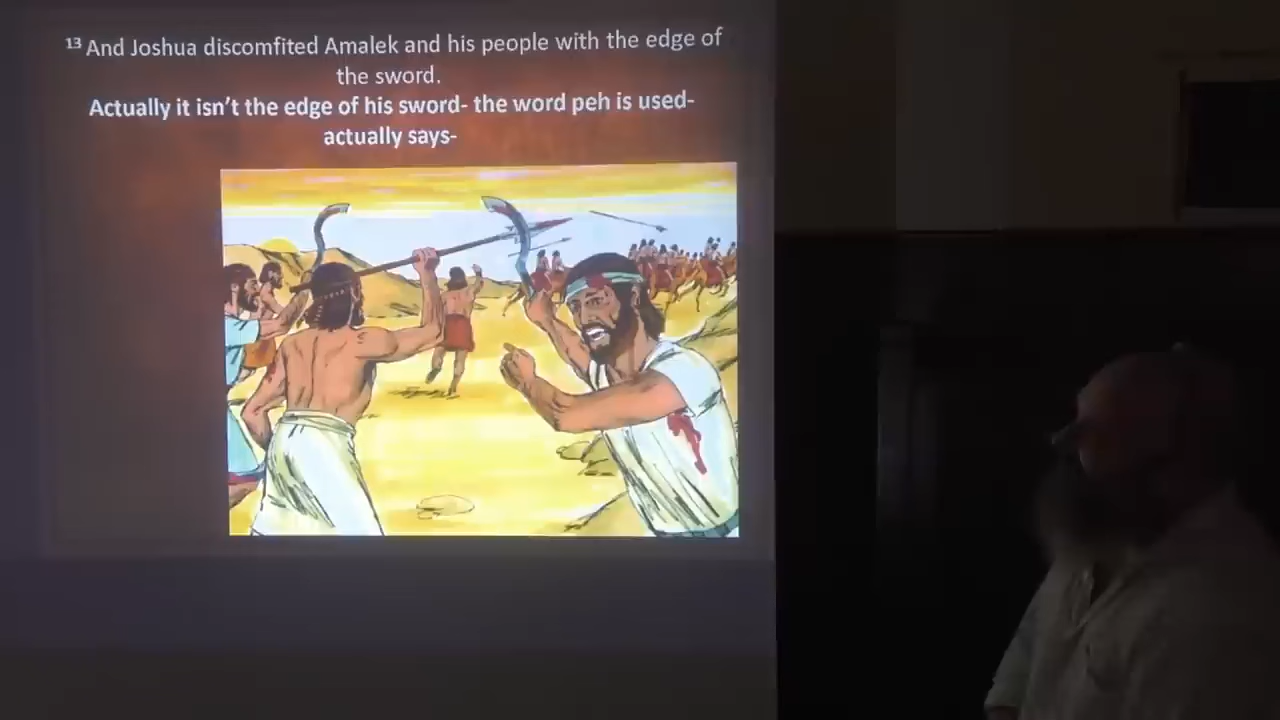 13 And Joshua discomfited Amalek and his people with the edge of
the sword.
Actually it isn't the edge of his sword- the word peh is used-
actually says-